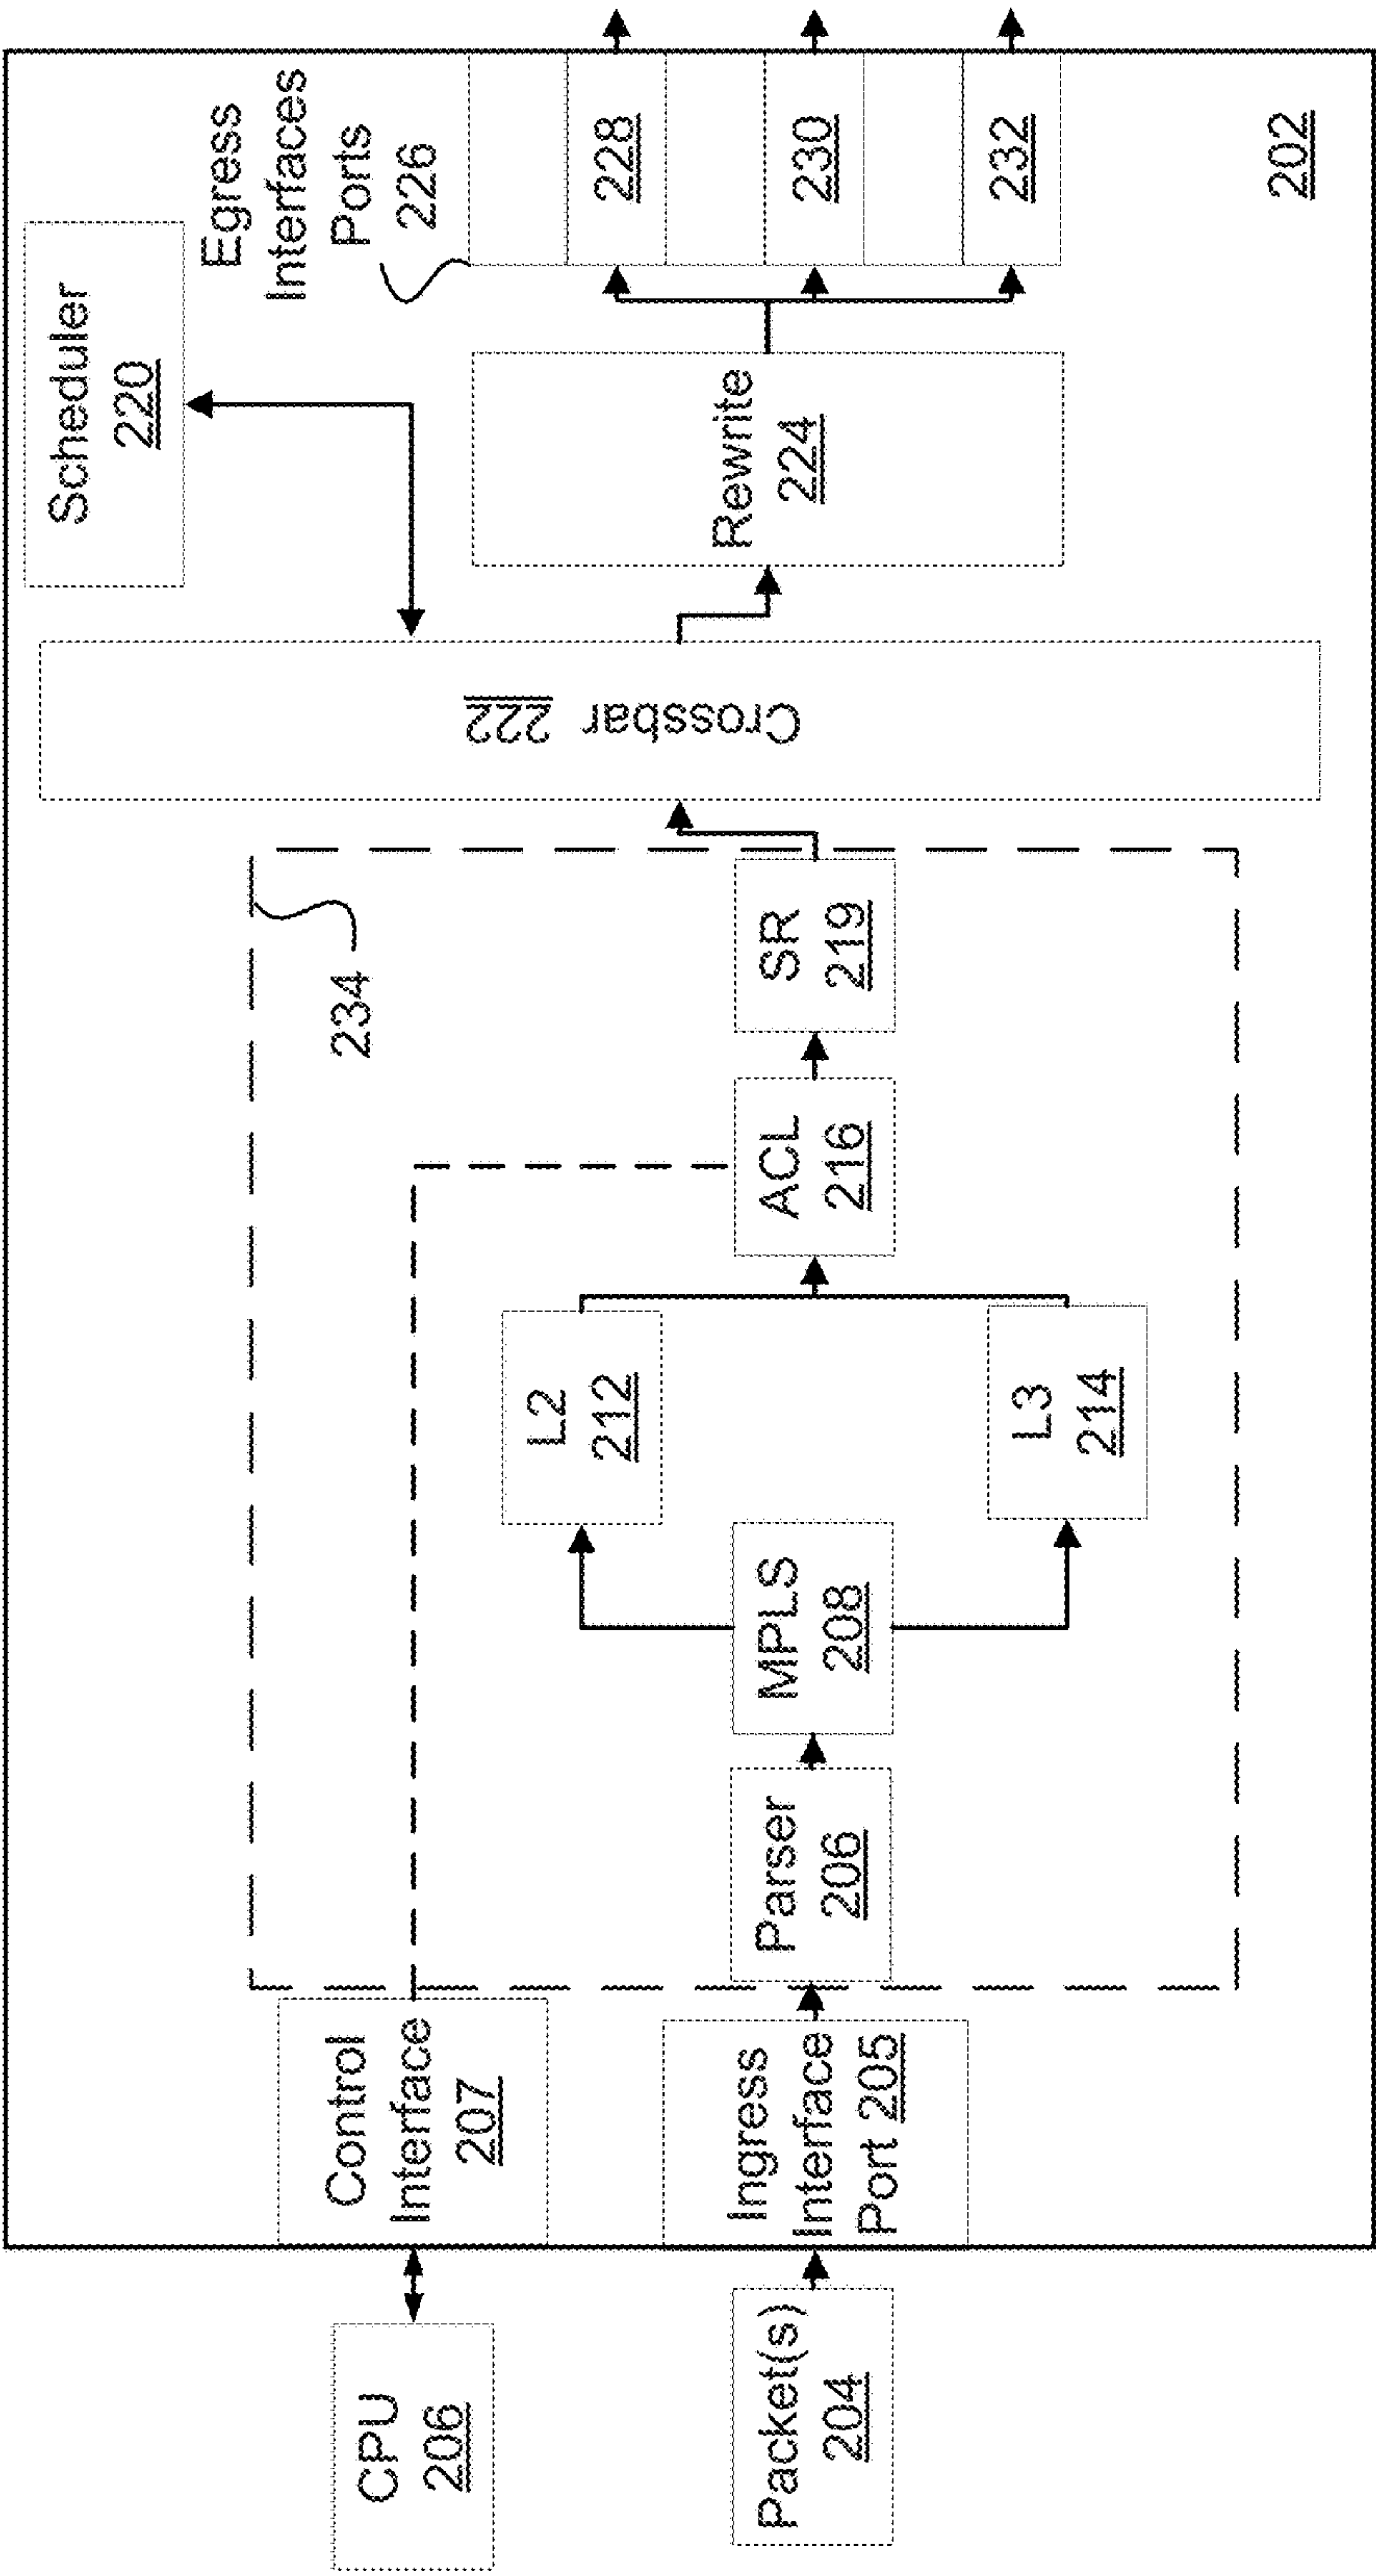 CPU
206
Packet(s)
204
Control
Interface
207
Ingress
Interface
Port 205
Parser
206
MPLS
208
L2
212
L3
214
ACL
216
SR
219
234
Crossbar 222
Scheduler
220
Rewrite
224
Egress
Interfaces
Ports
226
228
230
232
202